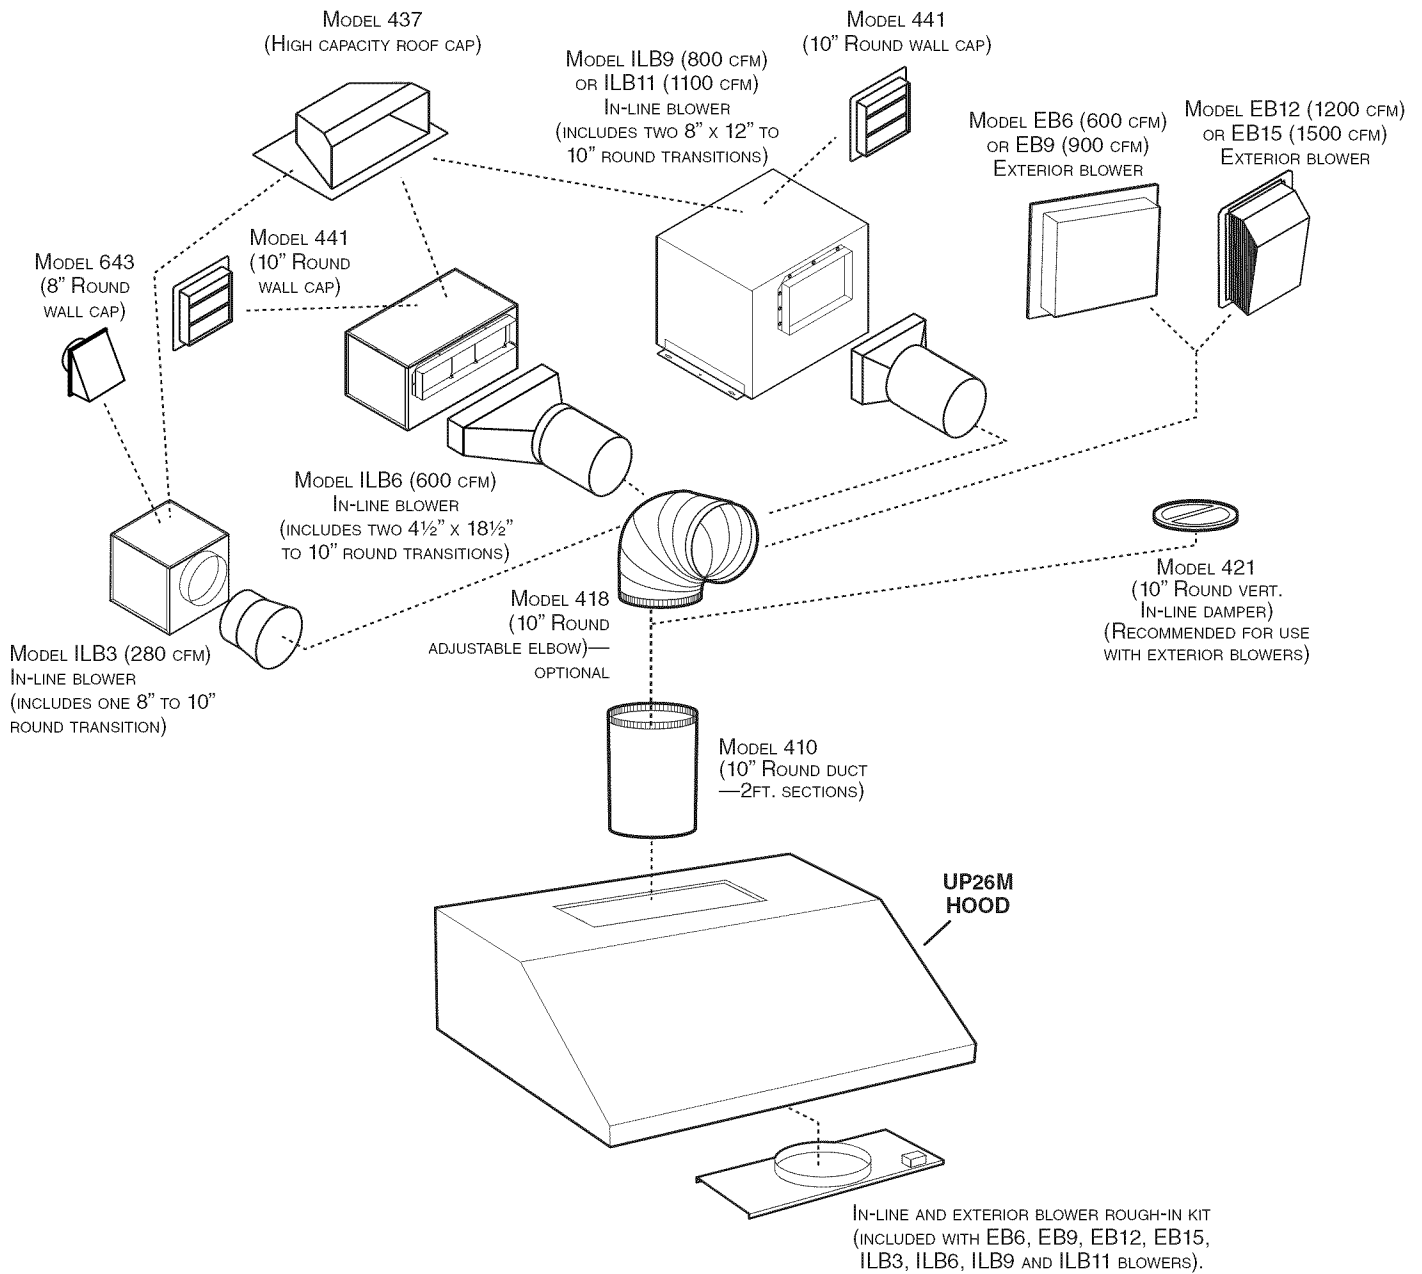 Model 437
(High capacity roof cap)
Model ILB9 (800 cfm)
or ILB11 (1100 cfm)
In-line blower
(includes two 8” x 12” to
10” round transitions)
Model 441
(10” Round wall cap)
Model EB6 (600 cfm)
or EB9 (900 cfm)
Exterior blower
Model EB12 (1200 cfm)
or EB15 (1500 cfm)
Exterior blower
Model 643
(8” Round
wall cap)
Model 441
(10” Round
wall cap)
Model ILB6 (600 cfm)
In-line blower
(includes two 4½” x 18½”
to 10” round transitions)
Model ILB3 (280 cfm)
In-line blower
(includes one 8” to 10”
round transition)
Model 418
(10” Round
adjustable elbow)—
optional
Model 421
(10” Round vert.
In-line damper)
(Recommended for use
with exterior blowers)
Model 410
(10” Round duct
—2ft. sections)
UP26M
HOOD
In-line and exterior blower rough-in kit
(included with EB6, EB9, EB12, EB15,
ILB3, ILB6, ILB9 and ILB11 blowers).